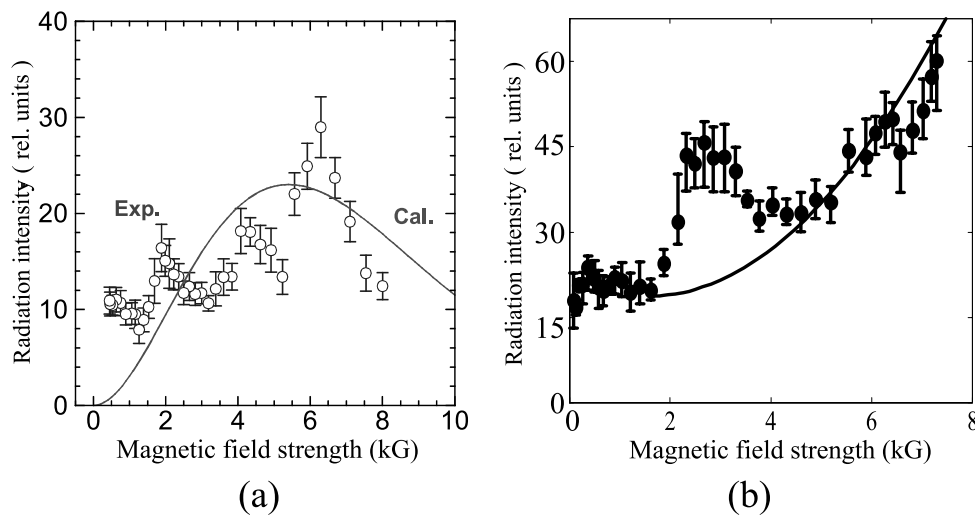 40
30
20
10
0
0
2
4
6
8
10
Radiation intensity ( rel. units )
Magnetic field strength (kG)
Exp.
Cal.
(a)
60
45
30
15
0
0
2
4
6
8
Radiation intensity ( rel. units )
Magnetic field strength (kG)
(b)